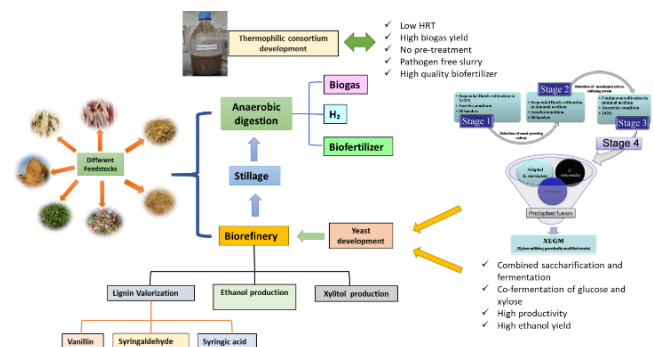 Thermophilic consortium
development
✓ Low HRT
✓ High biogas yield
✓ No pre-treatment
✓ Pathogen free slurry
✓ High quality biofertilizer
Biogas
Anaerobic
digestion
H₂
Biofertilizer
Different
Feedstocks
Stillage
Biorefinery
Yeast
development
Lignin Valorization
Ethanol production
Xylitol production
Vanillin
Syringaldehyde
Syringic acid
Stage 2
Stage 1
Stage 3
Stage 4
Adapted
Protoplast fusion
XUGM
✓ Combined saccharification and
fermentation
✓ Co-fermentation of glucose and
xylose
✓ High productivity
✓ High ethanol yield